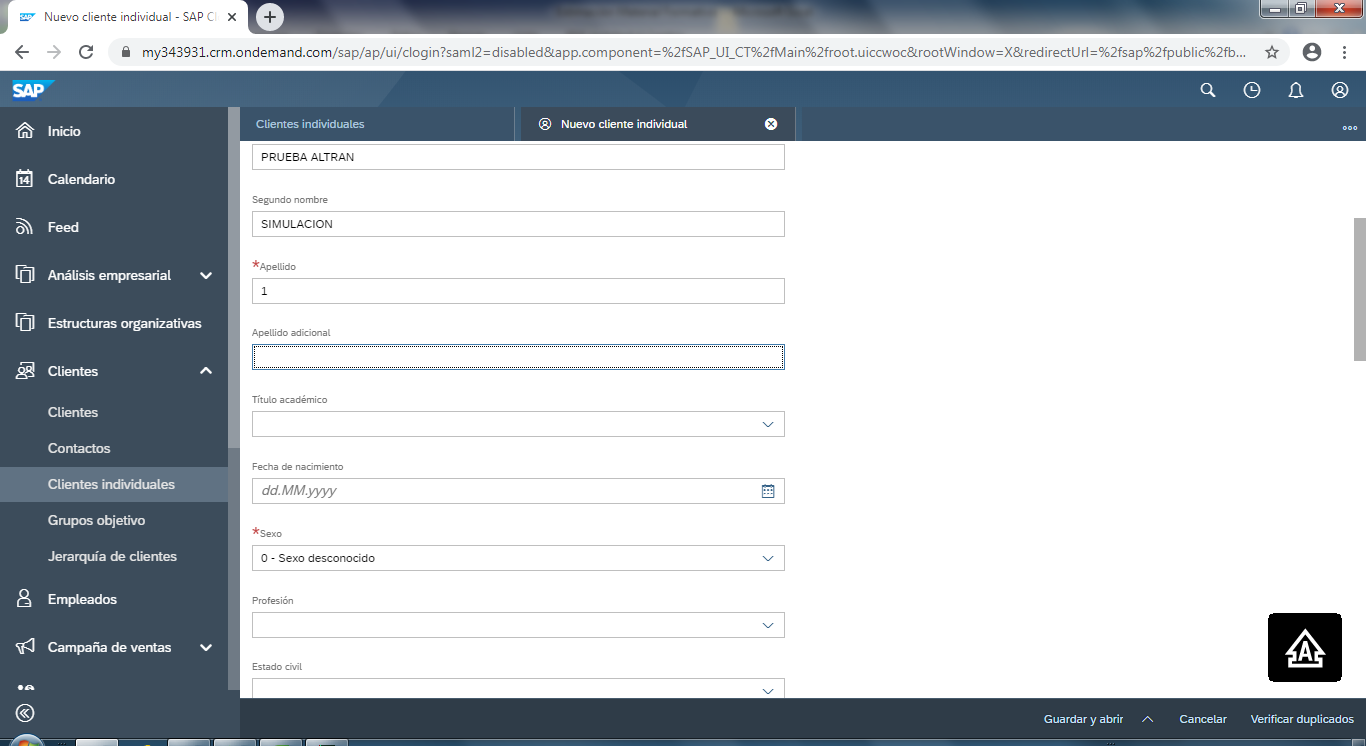 Nuevo cliente individual - SAP Cl
my343931.crm.ondemand.com/sap/ap/ui/clogin?saml2=disabled&app.component=%2fSAP_UI_CT%2fMain%2froot.uiccwoc&rootWindow=X&redirectUrl=%2fsap%2fpublic%2fb...
SAP
Inicio
14
Calendario
Feed
Análisis empresarial
Estructuras organizativas
Clientes
Clientes
Contactos
Clientes individuales
Grupos objetivo
Jerarquía de clientes
Empleados
Campaña de ventas
Clientes individuales
Nuevo cliente individual
PRUEBA ALTRAN
Segundo nombre
SIMULACION
*Apellido
1
Apellido adicional
Título académico
Fecha de nacimiento
dd.MM.yyyy
*Sexo
0 - Sexo desconocido
Profesión
Estado civil
A
Guardar y abrir
Cancelar
Verificar duplicados